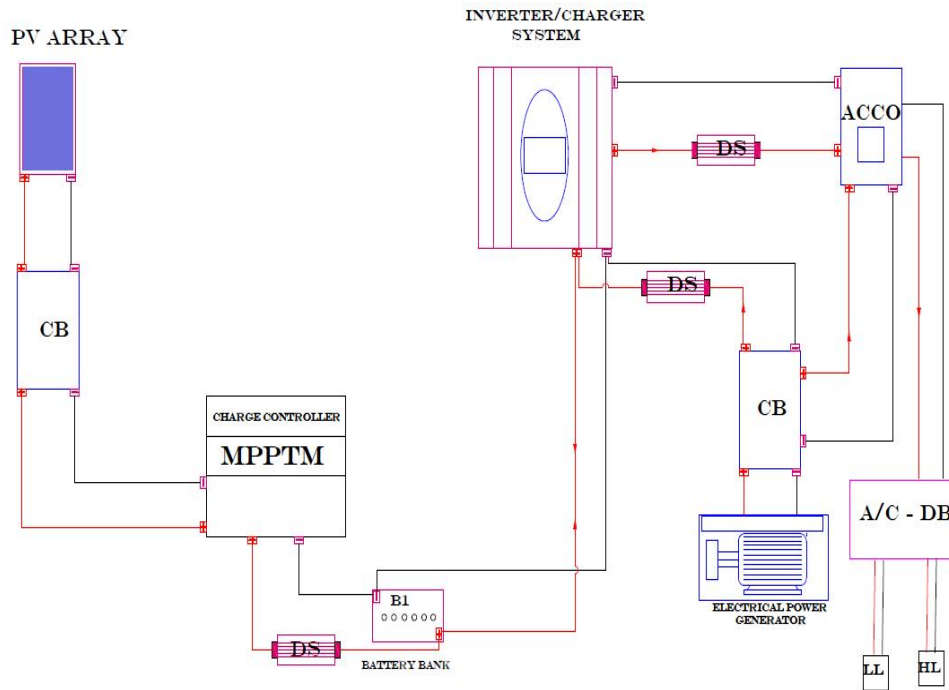 INVERTER/CHARGER
SYSTEM
PV ARRAY
ACCO
DS
DS
CB
CB
CHARGE CONTROLLER
MPPTM
A/C - DB
B1
ELECTRICAL POWER
GENERATOR
DS
BATTERY BANK
LL
HL